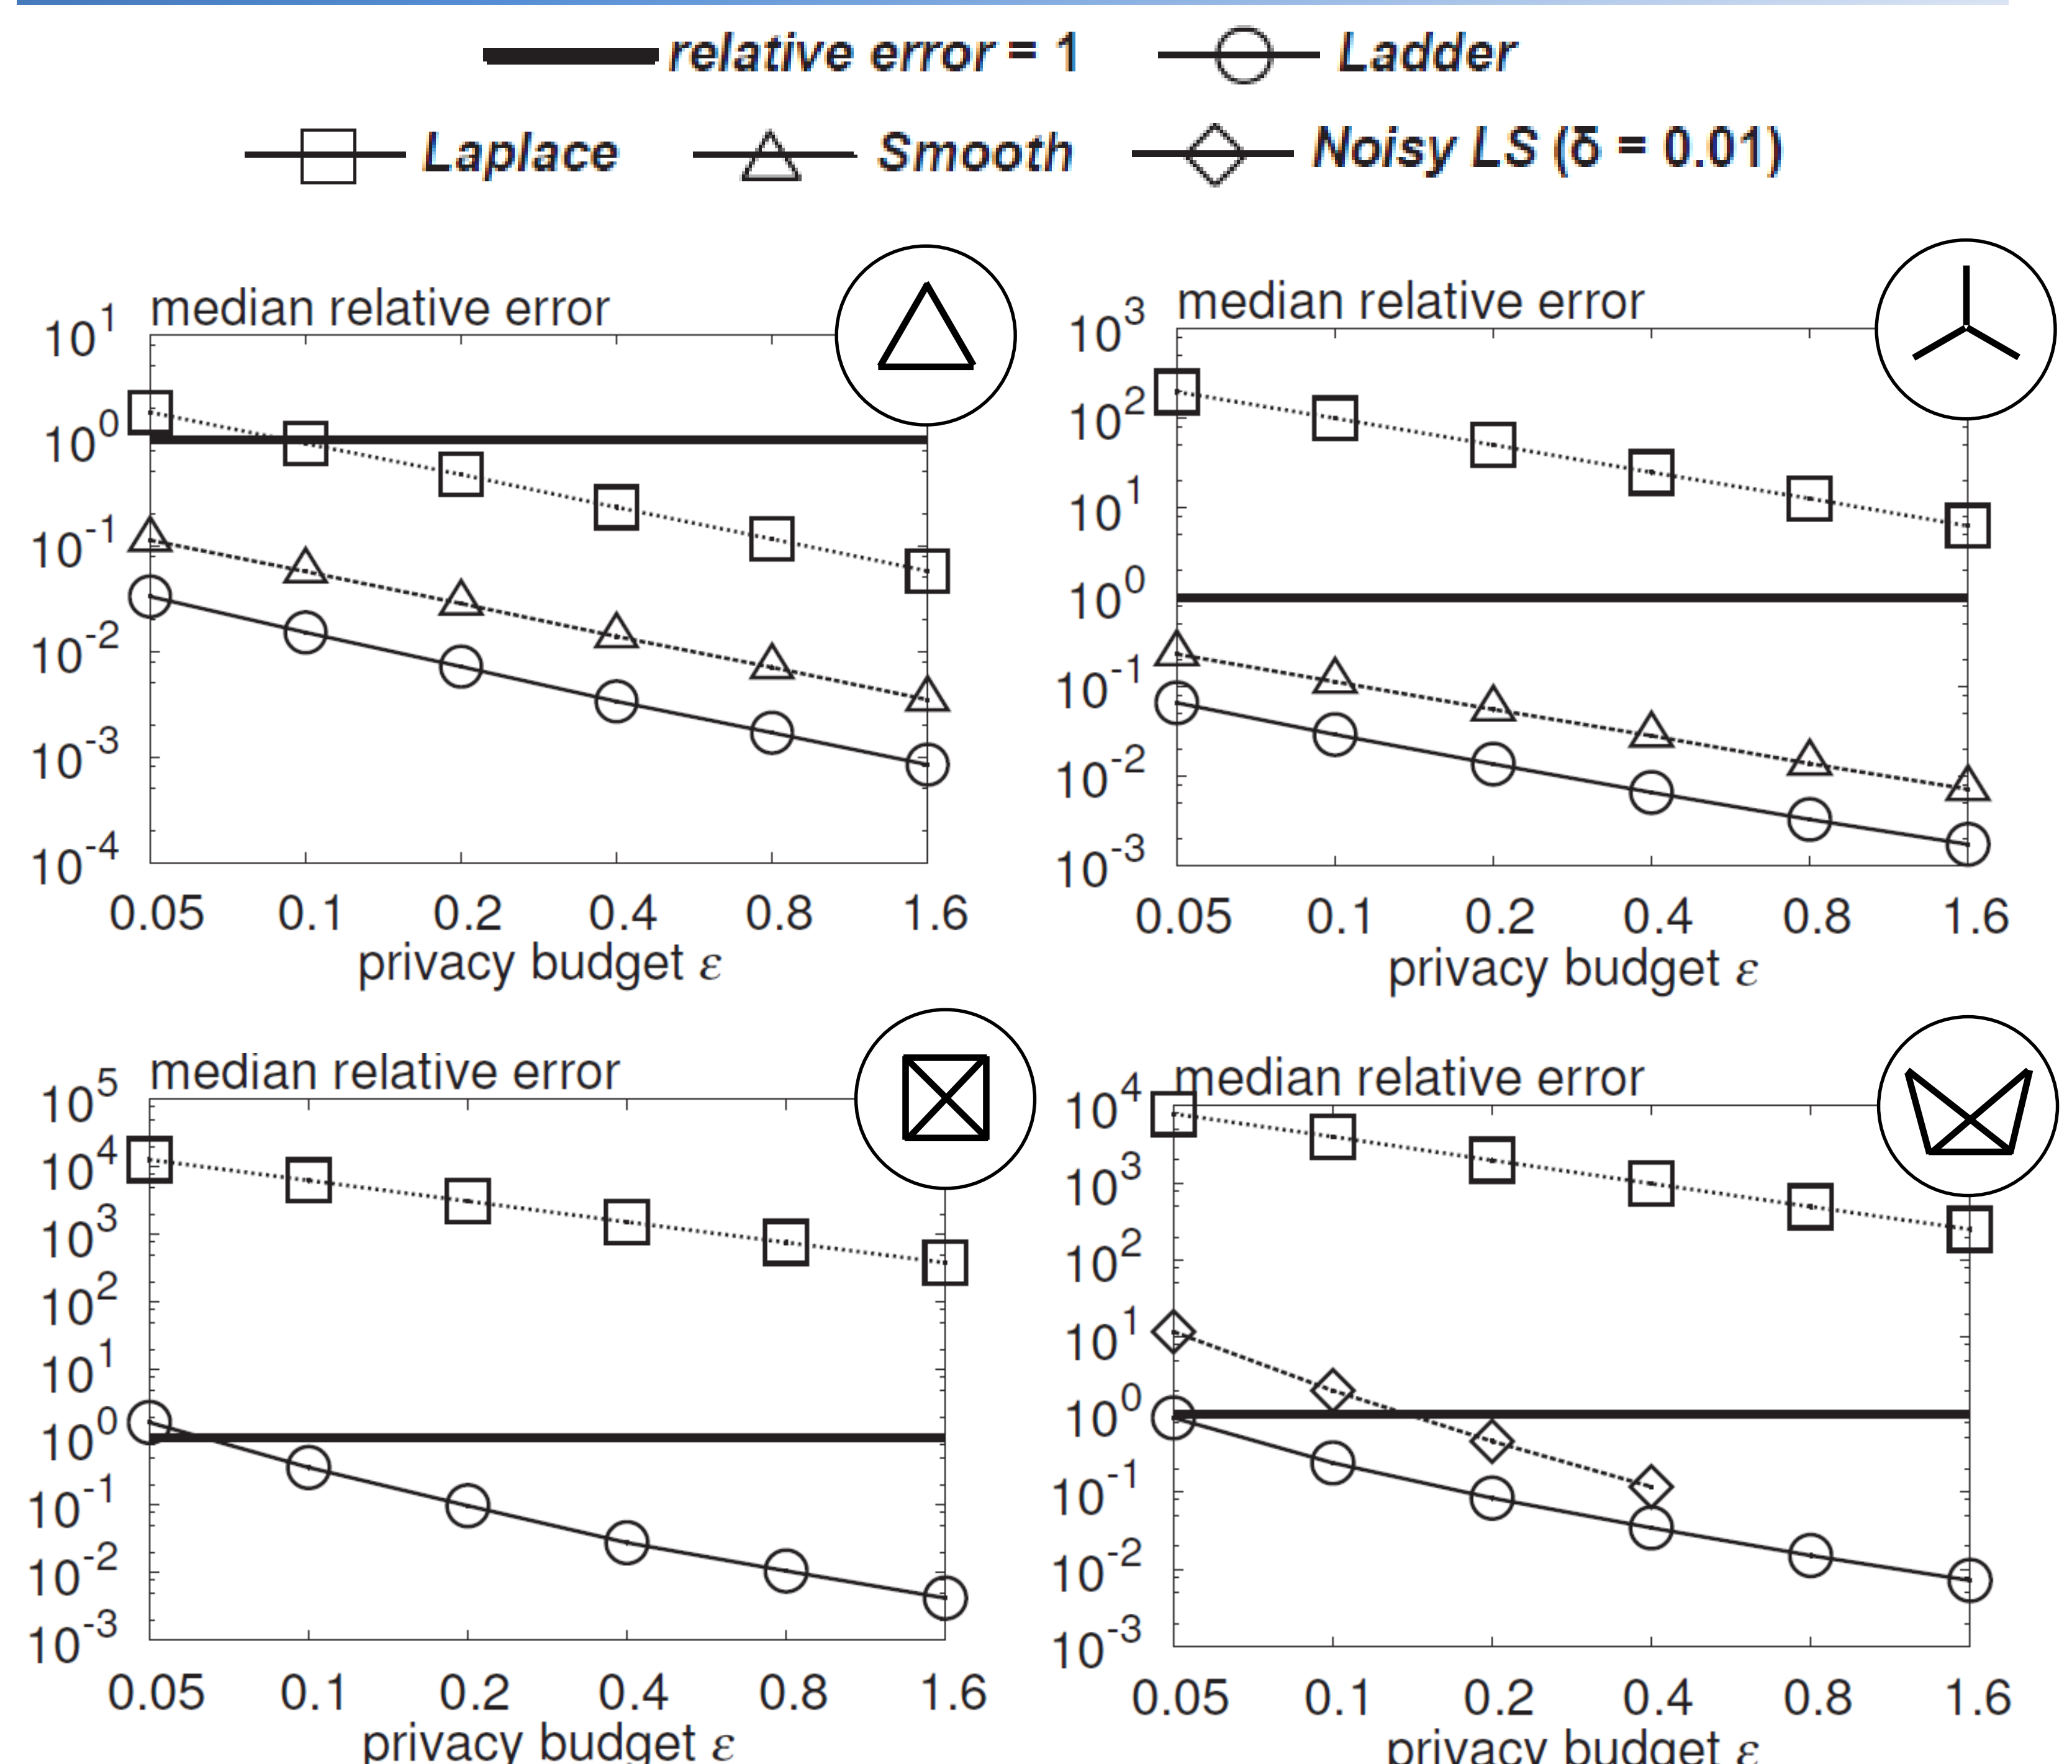 relative error = 1 Ladder
Laplace Smooth Noisy LS (δ = 0.01)
median relative error
10^1
10^0
10^-1
10^-2
10^-3
10^-4
0.05 0.1 0.2 0.4 0.8 1.6
privacy budget ε
median relative error
10^3
10^2
10^1
10^0
10^-1
10^-2
10^-3
0.05 0.1 0.2 0.4 0.8 1.6
privacy budget ε
median relative error
10^5
10^4
10^3
10^2
10^1
10^0
10^-1
10^-2
10^-3
0.05 0.1 0.2 0.4 0.8 1.6
privacy budget ε
median relative error
10^4
10^3
10^2
10^1
10^0
10^-1
10^-2
10^-3
0.05 0.1 0.2 0.4 0.8 1.6
privacy budget ε